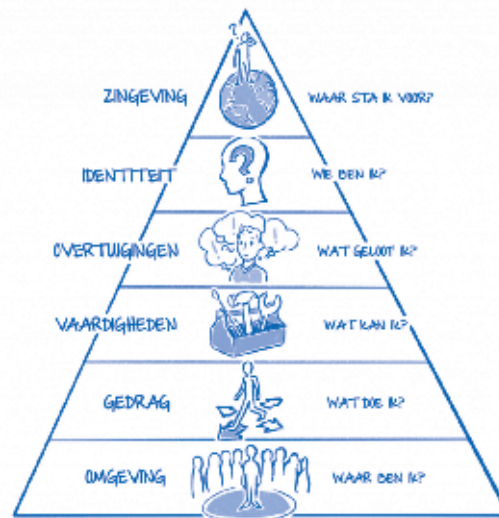 ?
ZINGEVING WAAR STA IK VOOR?
IDENTITEIT WIE BEN IK?
?
OVERTUIGINGEN WAT GELOOF IK?
VAARDIGHEDEN WAT KAN IK?
GEDRAG WAT DOE IK?
OMGEVING WAAR BEN IK?